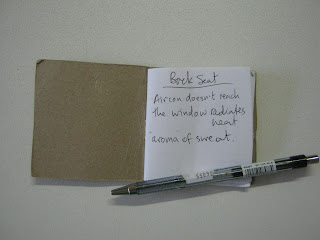 Back Seat
Aircon doesn't reach
the window radiates
heat
aroma of sweat.